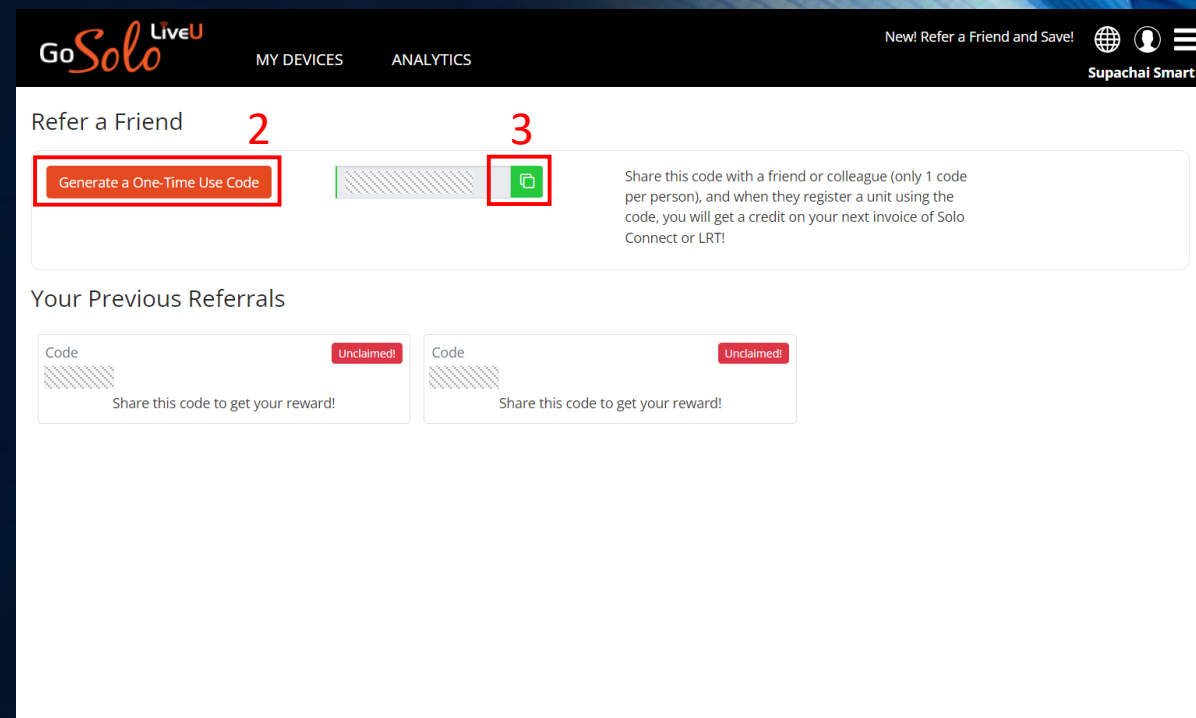 GoSolo LiveU
MY DEVICES
ANALYTICS
New! Refer a Friend and Save!
Supachai Smart
Refer a Friend
2
3
Generate a One-Time Use Code
Share this code with a friend or colleague (only 1 code
per person), and when they register a unit using the
code, you will get a credit on your next invoice of Solo
Connect or LRT!
Your Previous Referrals
Code
Unclaimed!
Share this code to get your reward!
Code
Unclaimed!
Share this code to get your reward!